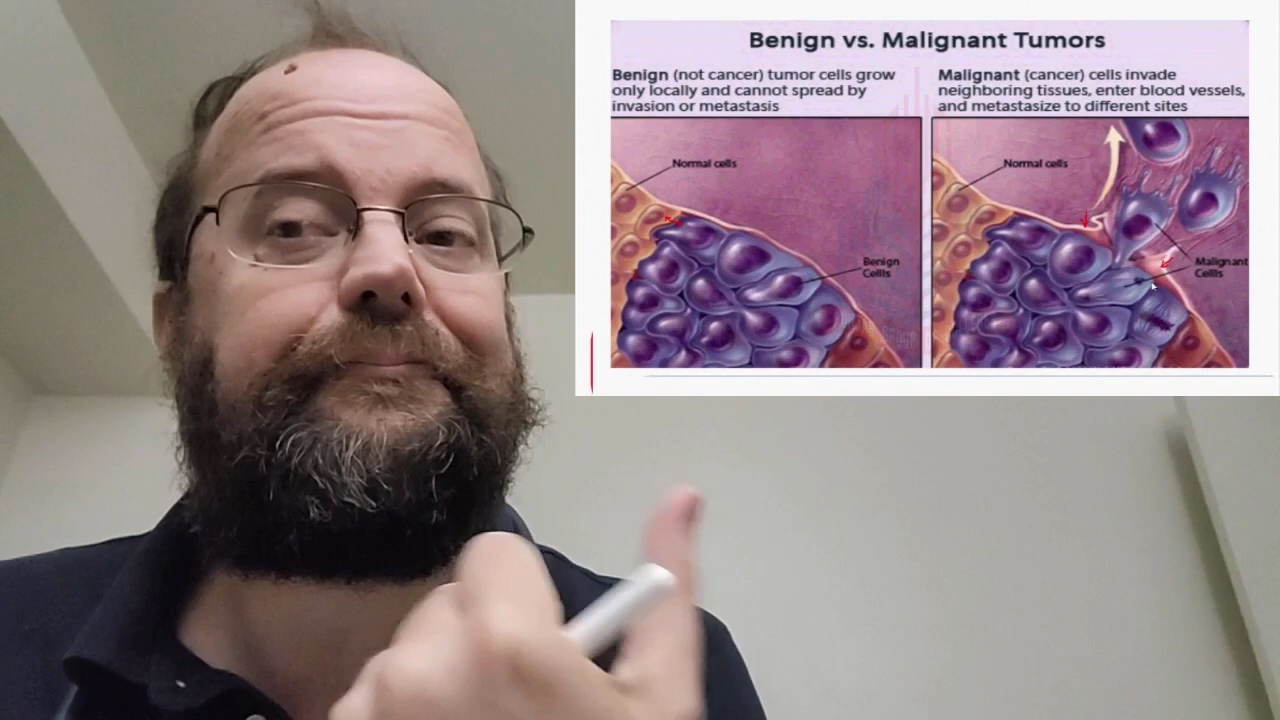 Benign vs. Malignant Tumors
Benign (not cancer) tumor cells grow
only locally and cannot spread by
invasion or metastasis
Malignant (cancer) cells invade
neighboring tissues, enter blood vessels,
and metastasize to different sites
Normal cells
Benign
Cellls
Normal cells
Malignant
Cellls